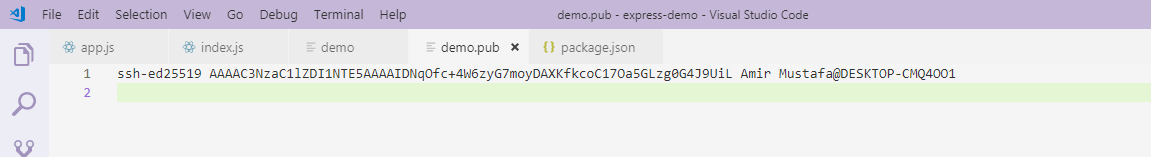 File Edit Selection View Go Debug Terminal Help demo.pub - express-demo - Visual Studio Code
app.js index.js demo demo.pub × package.json
1 ssh-ed25519 AAAAC3NzaC1lZDI1NTE5AAAAIDNqOfc+4W6zyG7moyDAXKfkcoC17Oa5GLzg0G4J9UiL Amir Mustafa@DESKTOP-CMQ4OO1
2